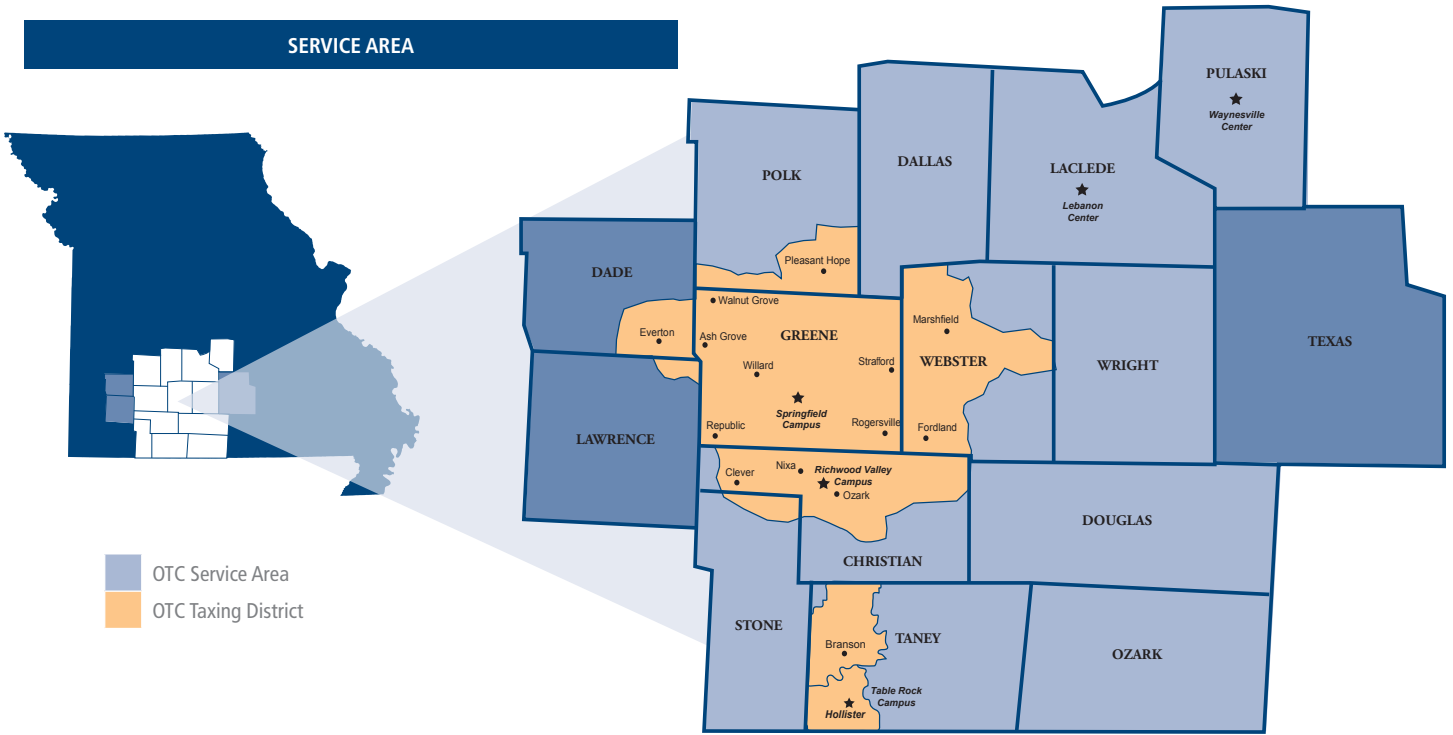 SERVICE AREA
PULASKI
Waynesville
Center
DALLAS
LACLEDE
Lebanon
Center
POLK
Pleasant Hope
DADE
Everton
Walnut Grove
Ash Grove
GREENE
Willard
Strafford
Springfield
Campus
Republic
Rogersville
Marshfield
WEBSTER
Fordland
WRIGHT
TEXAS
LAWRENCE
Clever
Nixa
Richwood Valley
Campus
Ozark
CHRISTIAN
DOUGLAS
OTC Service Area
OTC Taxing District
STONE
Branson
TANEY
Table Rock
Campus
Hollister
OZARK